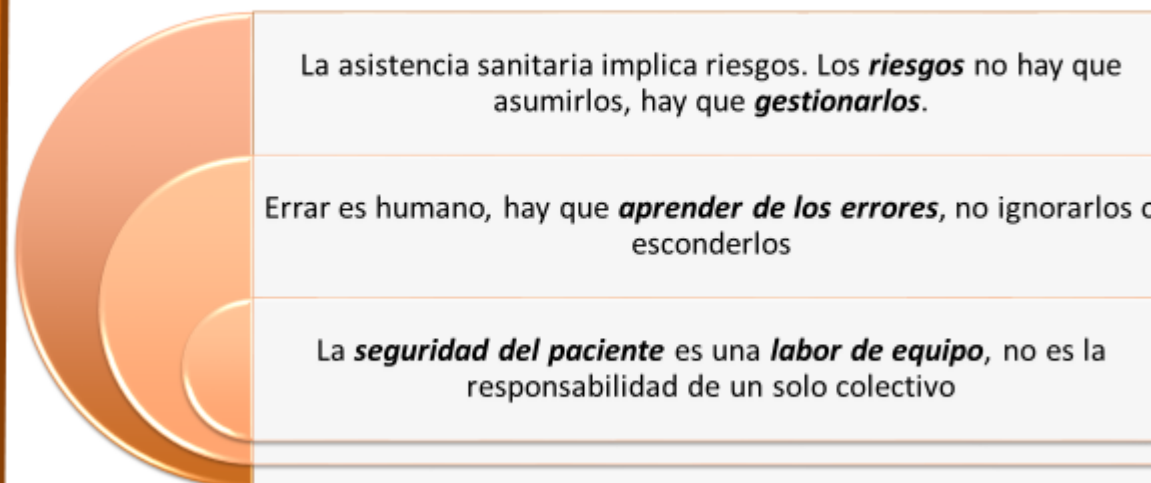 La asistencia sanitaria implica riesgos. Los riesgos no hay que
asumirlos, hay que gestionarlos.
Errar es humano, hay que aprender de los errores, no ignorarlos
esconderlos
La seguridad del paciente es una labor de equipo, no es la
responsabilidad de un solo colectivo